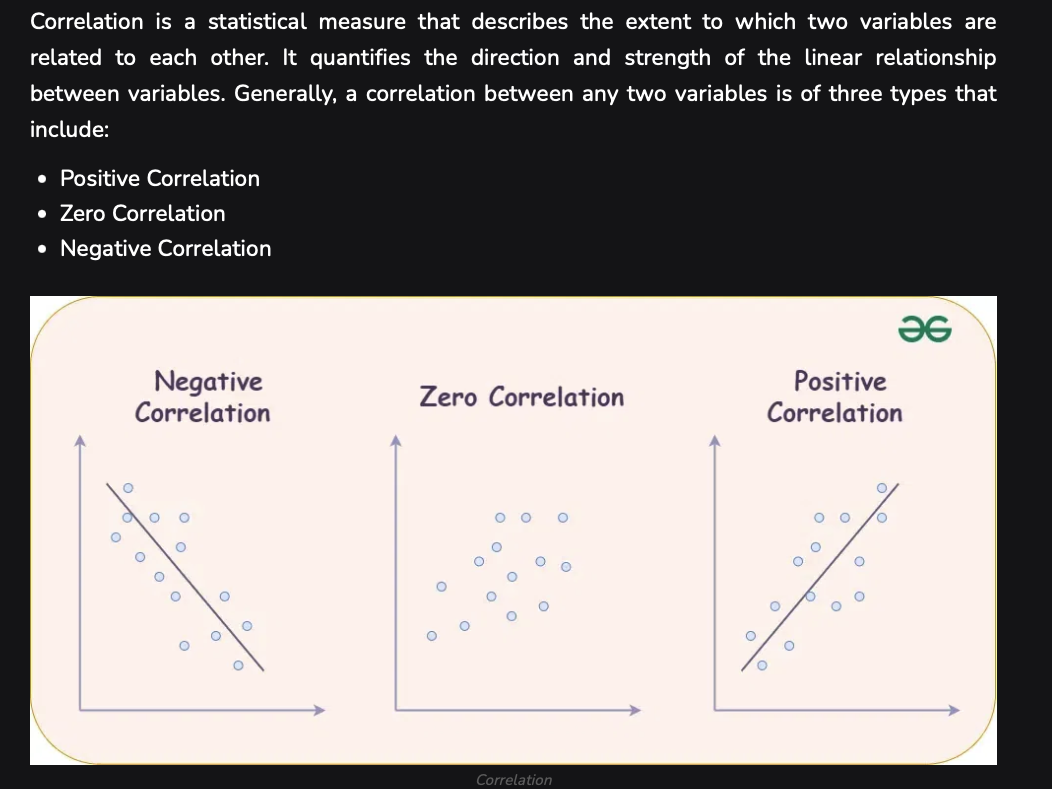 Correlation is a statistical measure that describes the extent to which two variables are
related to each other. It quantifies the direction and strength of the linear relationship
between variables. Generally, a correlation between any two variables is of three types that
include:
• Positive Correlation
• Zero Correlation
• Negative Correlation
Negative
Correlation
Zero Correlation
Positive
Correlation
Correlation